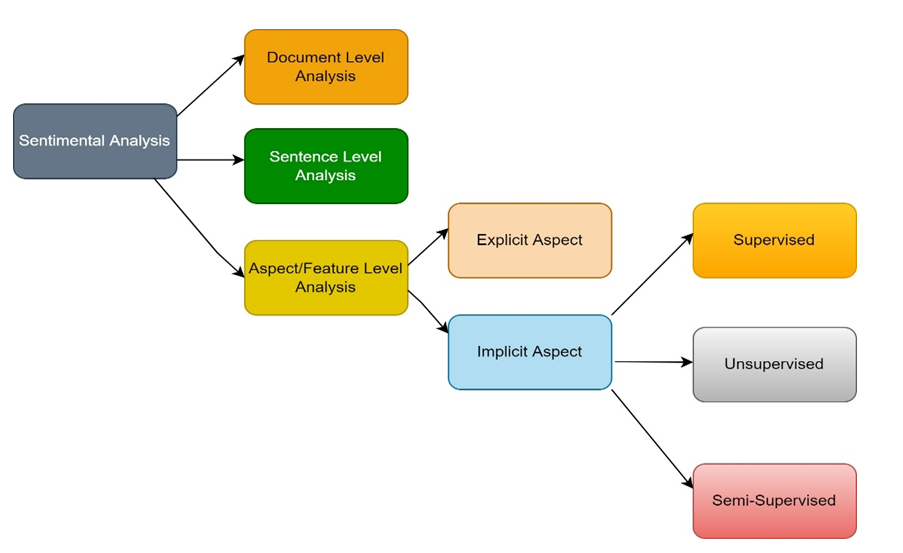 Document Level
Analysis
Sentimental Analysis
Sentence Level
Analysis
Aspect/Feature Level
Analysis
Explicit Aspect
Implicit Aspect
Supervised
Unsupervised
Semi-Supervised